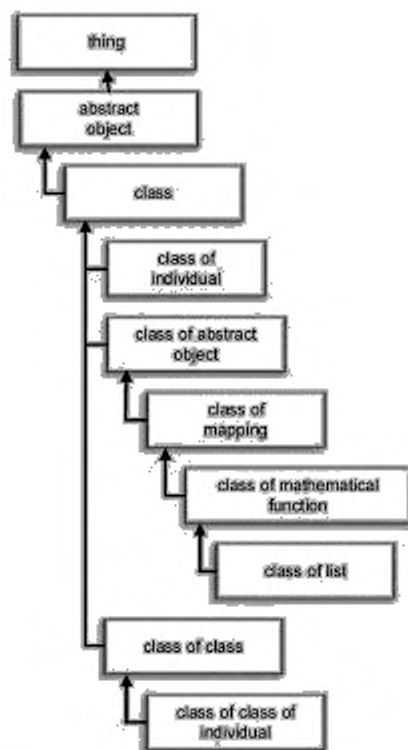 thing
abstract
object
class
class of
individual
class of abstract
object
class of
mapping
class of mathematical
function
class of list
class of class
class of class of
individual